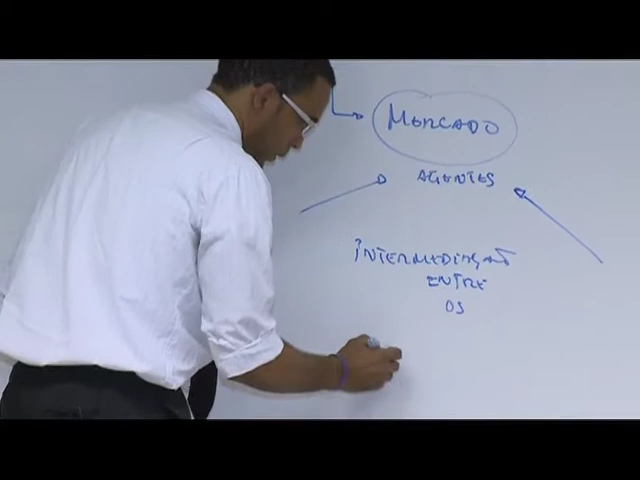 MERCADO
AGENTES
INTERMEDIAÇÃO
ENTRE
OS